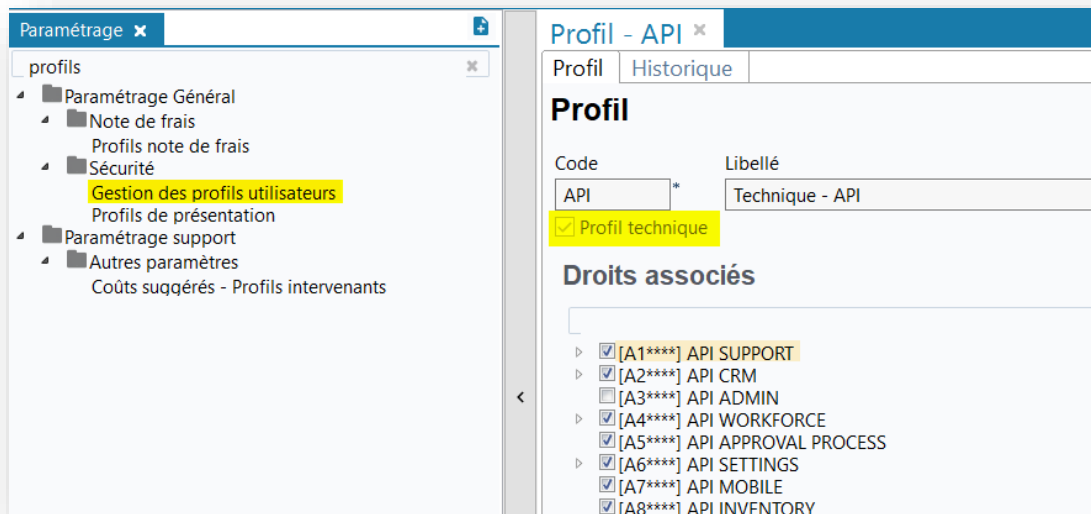 Paramétrage
profils
Paramétrage Général
Note de frais
Profils note de frais
Sécurité
Gestion des profils utilisateurs
Profils de présentation
Paramétrage support
Autres paramètres
Coûts suggérés - Profils intervenants
Profil - API
Profil Historique
Profil
Code Libellé
API * Technique - API
Profil technique
Droits associés
[A1****] API SUPPORT
[A2****] API CRM
[A3****] API ADMIN
[A4****] API WORKFORCE
[A5****] API APPROVAL PROCESS
[A6****] API SETTINGS
[A7****] API MOBILE
[A8****] API INVENTORY